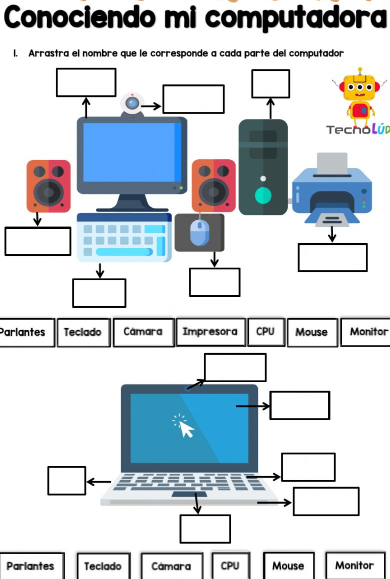 Conociendo mi computadora
I. Arrastra el nombre que le corresponde a cada parte del computador
TechoLÚD
Parlantes Teclado Cámara Impresora CPU Mouse Monitor
Parlantes Teclado Cámara CPU Mouse Monitor